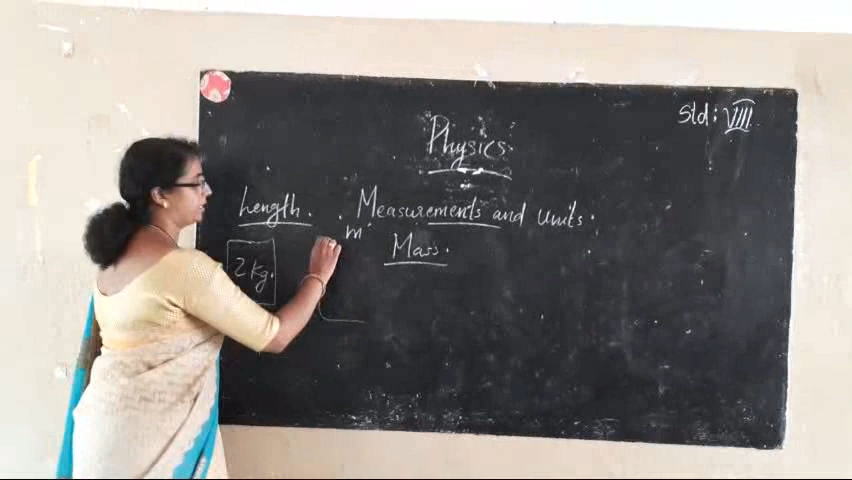 Std: VIII
Physics
Length. Measurements and units.
m
Mass.
2 kg.